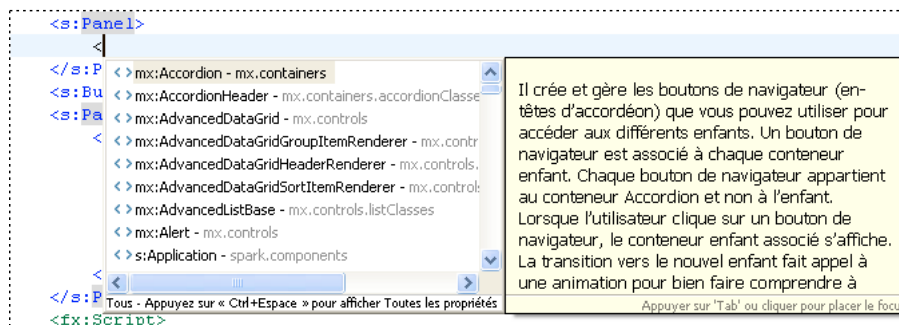 <s:Panel>
<
</s:P
<s:Bu
<s:Pa
<
<
</s:P
<fx:Script>
<> mx:Accordion - mx.containers
<> mx:AccordionHeader - mx.containers.accordionClasse
<> mx:AdvancedDataGrid - mx.controls
<> mx:AdvancedDataGridGroupItemRenderer - mx.contr
<> mx:AdvancedDataGridHeaderRenderer - mx.controls.
<> mx:AdvancedDataGridSortItemRenderer - mx.control
<> mx:AdvancedListBase - mx.controls.listClasses
<> mx:Alert - mx.controls
<> s:Application - spark.components
Tous - Appuyez sur « Ctrl+Espace » pour afficher Toutes les propriétés
Il crée et gère les boutons de navigateur (en-
têtes d'accordéon) que vous pouvez utiliser pour
accéder aux différents enfants. Un bouton de
navigateur est associé à chaque conteneur
enfant. Chaque bouton de navigateur appartient
au conteneur Accordion et non à l'enfant.
Lorsque l'utilisateur clique sur un bouton de
navigateur, le conteneur enfant associé s'affiche.
La transition vers le nouvel enfant fait appel à
une animation pour bien faire comprendre à
Appuyer sur 'Tab' ou cliquer pour placer le focu